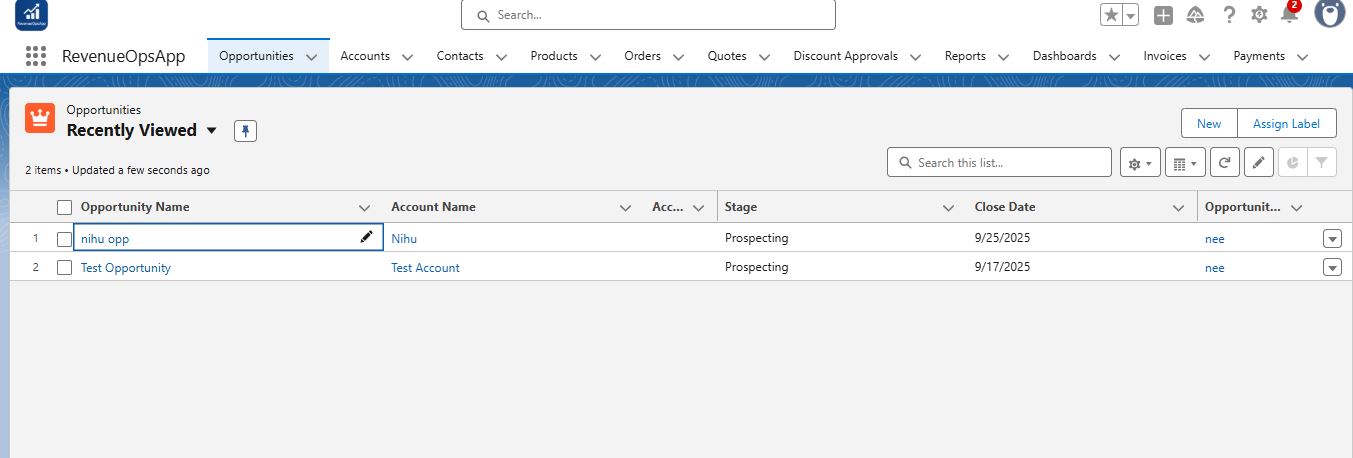 RevenueOpsApp
Search...
2
RevenueOpsApp Opportunities Accounts Contacts Products Orders Quotes Discount Approvals Reports Dashboards Invoices Payments
Opportunities
Recently Viewed
New Assign Label
2 items • Updated a few seconds ago
Search this list...
Opportunity Name Account Name Acc... Stage Close Date Opportunit...
1 nihu opp Nihu Prospecting 9/25/2025 nee
2 Test Opportunity Test Account Prospecting 9/17/2025 nee